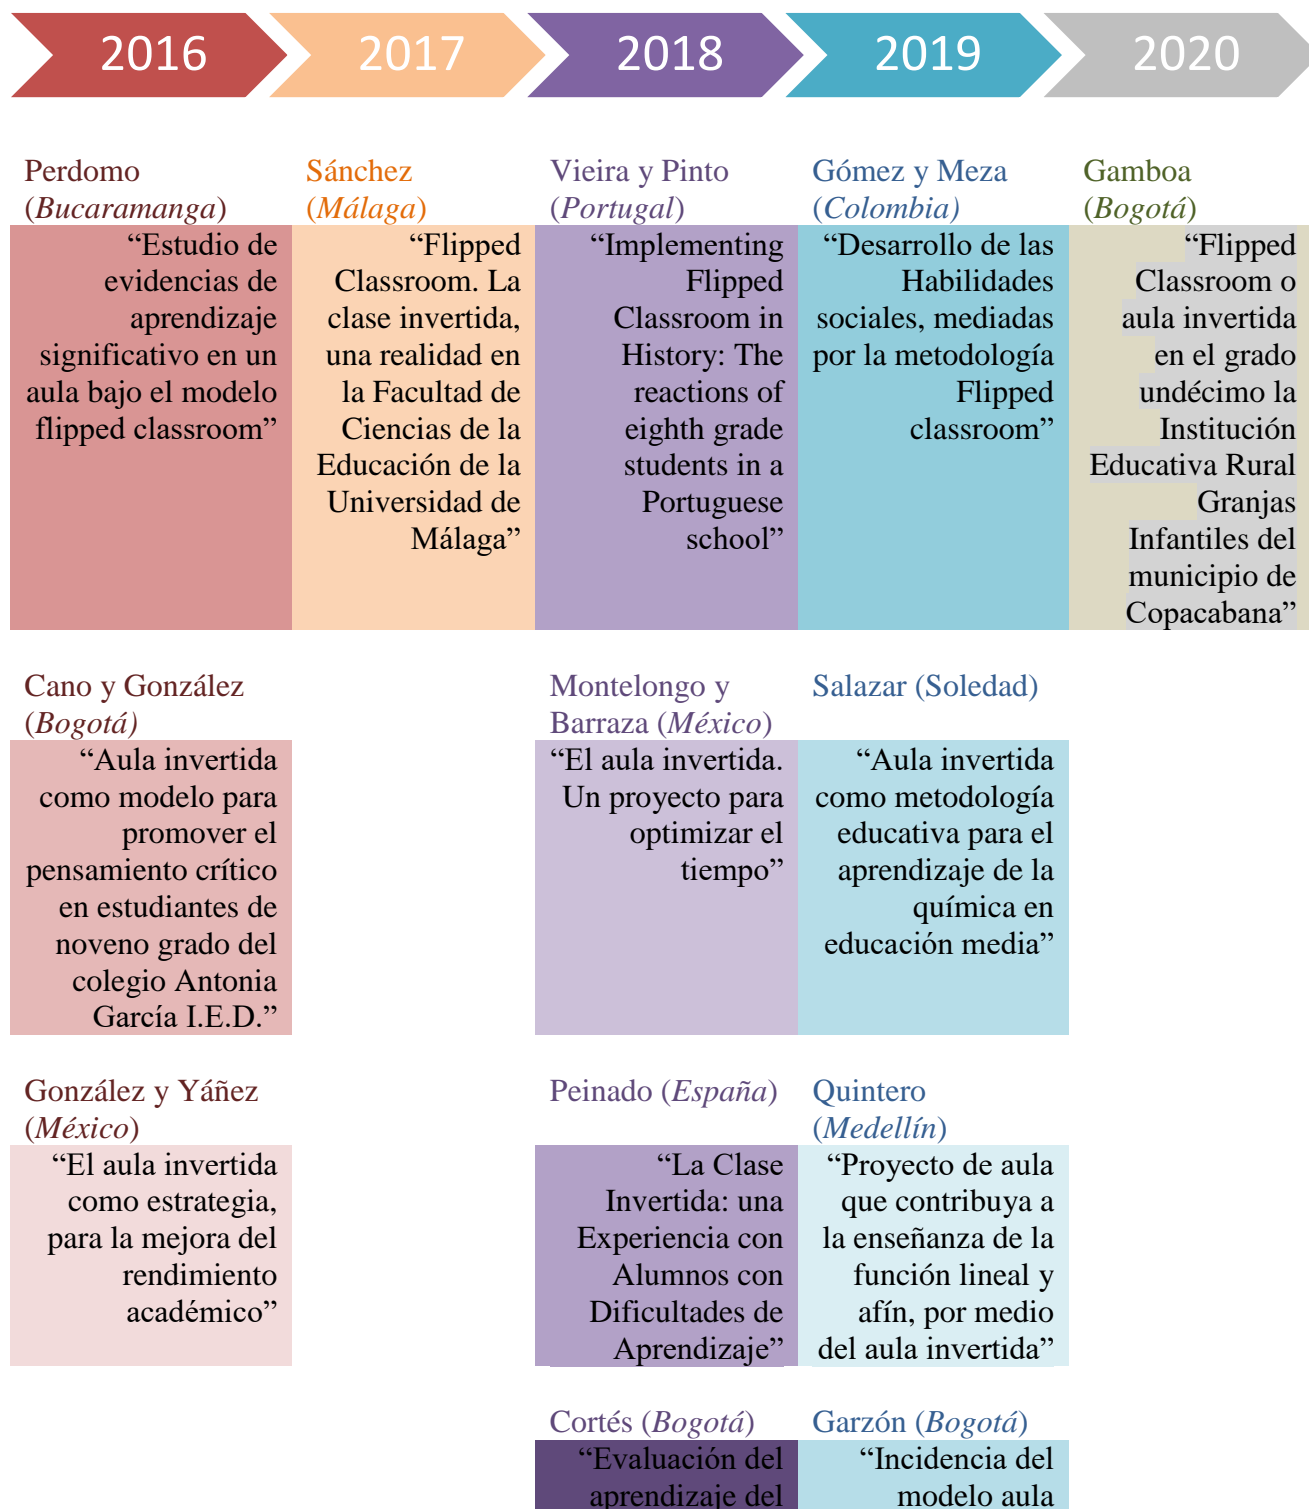 2016
2017
2018
2019
2020
Perdomo
(Bucaramanga)
“Estudio de
evidencias de
aprendizaje
significativo en un
aula bajo el modelo
flipped classroom”
Sánchez
(Málaga)
“Flipped
Classroom. La
clase invertida,
una realidad en
la Facultad de
Ciencias de la
Educación de la
Universidad de
Málaga”
Vieira y Pinto
(Portugal)
“Implementing
Flipped
Classroom in
History: The
reactions of
eighth grade
students in a
Portuguese
school”
Gómez y Meza
(Colombia)
“Desarrollo de las
Habilidades
sociales, mediadas
por la metodología
Flipped
classroom”
Gamboa
(Bogotá)
“Flipped
Classroom o
aula invertida
en el grado
undécimo la
Institución
Educativa Rural
Granjas
Infantiles del
municipio de
Copacabana”
Cano y González
(Bogotá)
“Aula invertida
como modelo para
promover el
pensamiento crítico
en estudiantes de
noveno grado del
colegio Antonia
García I.E.D.”
Montelongo y
Barraza (México)
“El aula invertida.
Un proyecto para
optimizar el
tiempo”
Salazar (Soledad)
“Aula invertida
como metodología
educativa para el
aprendizaje de la
química en
educación media”
González y Yáñez
(México)
“El aula invertida
como estrategia,
para la mejora del
rendimiento
académico”
Peinado (España)
“La Clase
Invertida: una
Experiencia con
Alumnos con
Dificultades de
Aprendizaje”
Quintero
(Medellín)
“Proyecto de aula
que contribuya a
la enseñanza de la
función lineal y
afín, por medio
del aula invertida”
Cortés (Bogotá)
“Evaluación del
aprendizaje del
Garzón (Bogotá)
“Incidencia del
modelo aula